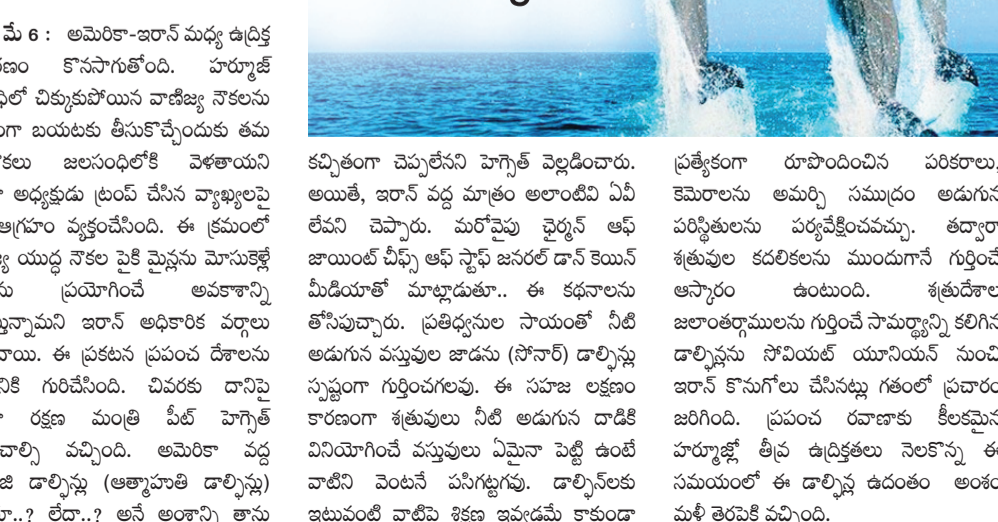 మే 6 : అమెరికా-ఇరాన్ మధ్య ఉద్రిక్త
కొనసాగుతోంది. హర్ముజ్
చిక్కుకుపోయిన వాణిజ్య నౌకలను
బయటకు తీసుకొచ్చేందుకు తమ
జలసంధిలోకి వెళతాయని
అధ్యక్షుడు ట్రంప్ చేసిన వ్యాఖ్యలపై
ఆగ్రహం వ్యక్తంచేసింది. ఈ క్రమంలో
యుద్ధ నౌకల పైకి మైన్లను మోసుకెళ్లే
ప్రయోగించే అవకాశాన్ని
ఇరాన్ అధికారిక వర్గాలు
ఈ ప్రకటన ప్రపంచ దేశాలను
గురిచేసింది. చివరకు దానిపై
రక్షణ మంత్రి పీట్ హెగ్సెత్
వచ్చింది. అమెరికా వద్ద
డాల్ఫిన్లు (ఆత్మాహుతి డాల్ఫిన్లు)
లేదా..? అనే అంశాన్ని తాను
కచ్చితంగా చెప్పలేనని హెగ్సెత్ వెల్లడించారు.
అయితే, ఇరాన్ వద్ద మాత్రం అలాంటివి ఏవీ
లేవని చెప్పారు. మరోవైపు ఛైర్మన్ ఆఫ్
జాయింట్ చీఫ్స్ ఆఫ్ స్టాఫ్ జనరల్ డాన్ కెయిన్
మీడియాతో మాట్లాడుతూ.. ఈ కథనాలను
తోసిపుచ్చారు. ప్రతిధ్వనుల సాయంతో నీటి
అడుగున వస్తువుల జాడను (సోనార్) డాల్ఫిన్లు
స్పష్టంగా గుర్తించగలవు. ఈ సహజ లక్షణం
కారణంగా శత్రువులు నీటి అడుగున దాడికి
వినియోగించే వస్తువులు ఏమైనా పెట్టి ఉంటే
వాటిని వెంటనే పసిగట్టగవు. డాల్ఫిన్‌లకు
ఇటువంటి వాటిపై శిక్షణ ఇవ్వడమే కాకుండా
ప్రత్యేకంగా రూపొందించిన పరికరాలు,
కెమెరాలను అమర్చి సముద్రం అడుగున
పరిస్థితులను పర్యవేక్షించవచ్చు. తద్వారా
శత్రువుల కదలికలను ముందుగానే గుర్తించే
ఆస్కారం ఉంటుంది. శత్రుదేశాల
జలాంతర్గాములను గుర్తించే సామర్థ్యాన్ని కలిగిన
డాల్ఫిన్లను సోవియట్ యూనియన్ నుంచి
ఇరాన్ కొనుగోలు చేసినట్లు గతంలో ప్రచారం
జరిగింది. ప్రపంచ రవాణాకు కీలకమైన
హర్మూజ్లో తీవ్ర ఉద్రిక్తతలు నెలకొన్న ఈ
సమయంలో ఈ డాల్ఫిన్ల ఉదంతం అంశం
మళ్లీ తెరపైకి వచ్చింది.